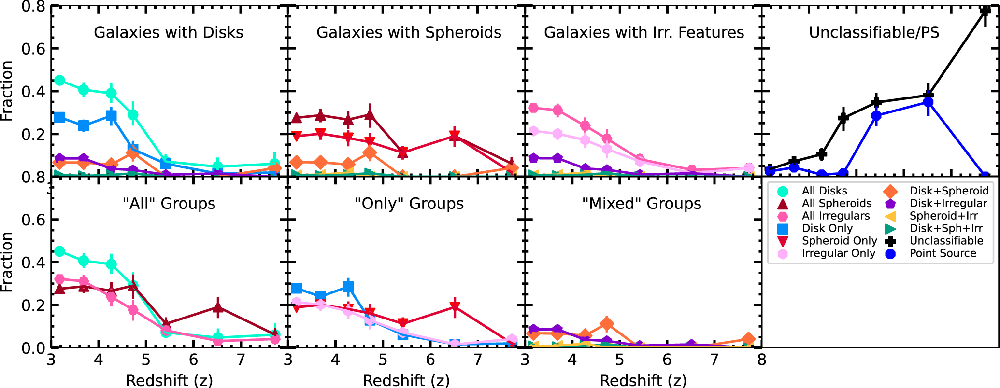 0.8
0.6
0.4
0.2
0.8
Fraction
Galaxies with Disks
Galaxies with Spheroids
Galaxies with Irr. Features
Unclassifiable/PS
0.6
0.4
0.2
0.0
Fraction
"All" Groups
"Only" Groups
"Mixed" Groups
All Disks
All Spheroids
All Irregulars
Disk Only
Spheroid Only
Irregular Only
Disk+Spheroid
Disk+Irregular
Spheroid+Irr
Disk+Sph+Irr
Unclassifiable
Point Source
3 4 5 6 7 3 4 5 6 7 3 4 5 6 7 8
Redshift (z) Redshift (z) Redshift (z)